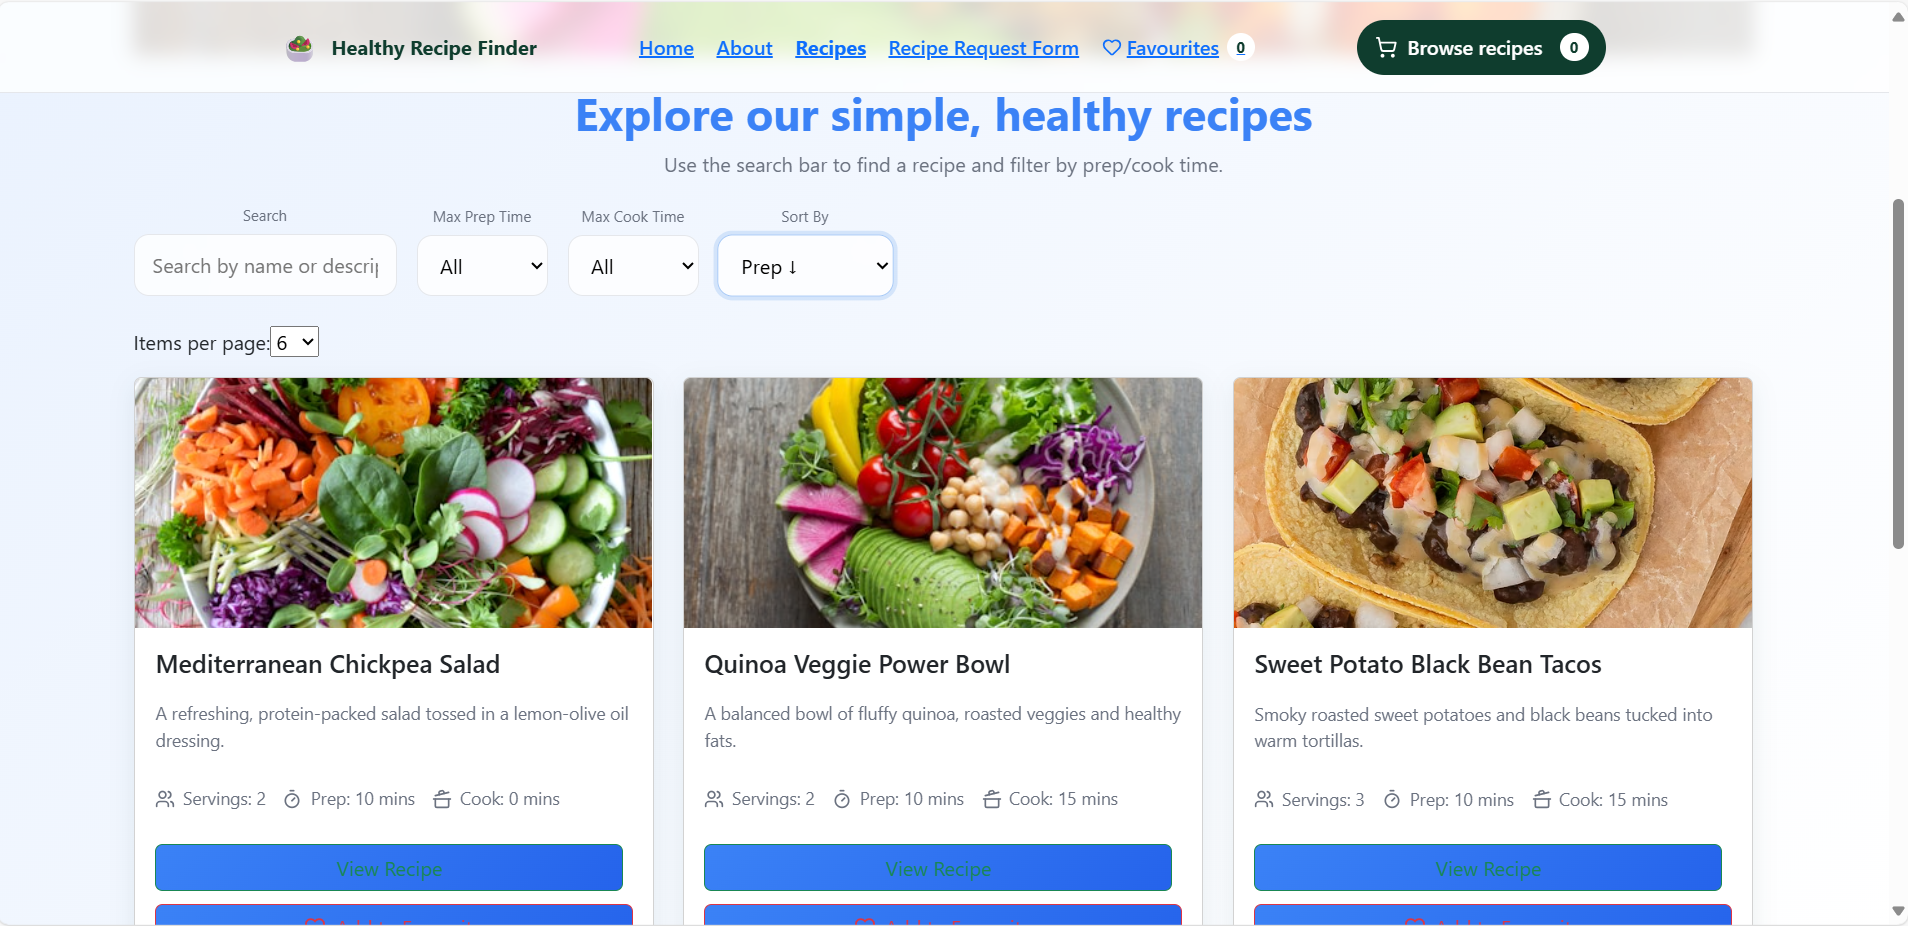 Healthy Recipe Finder
Home
About
Recipes
Recipe Request Form
Favourites 0
Browse recipes 0
Explore our simple, healthy recipes
Use the search bar to find a recipe and filter by prep/cook time.
Search
Max Prep Time
Max Cook Time
Sort By
Search by name or descrip
All
All
Prep ↓
Items per page: 6
Mediterranean Chickpea Salad
A refreshing, protein-packed salad tossed in a lemon-olive oil
dressing.
Servings: 2 Prep: 10 mins Cook: 0 mins
View Recipe
Quinoa Veggie Power Bowl
A balanced bowl of fluffy quinoa, roasted veggies and healthy
fats.
Servings: 2 Prep: 10 mins Cook: 15 mins
View Recipe
Sweet Potato Black Bean Tacos
Smoky roasted sweet potatoes and black beans tucked into
warm tortillas.
Servings: 3 Prep: 10 mins Cook: 15 mins
View Recipe